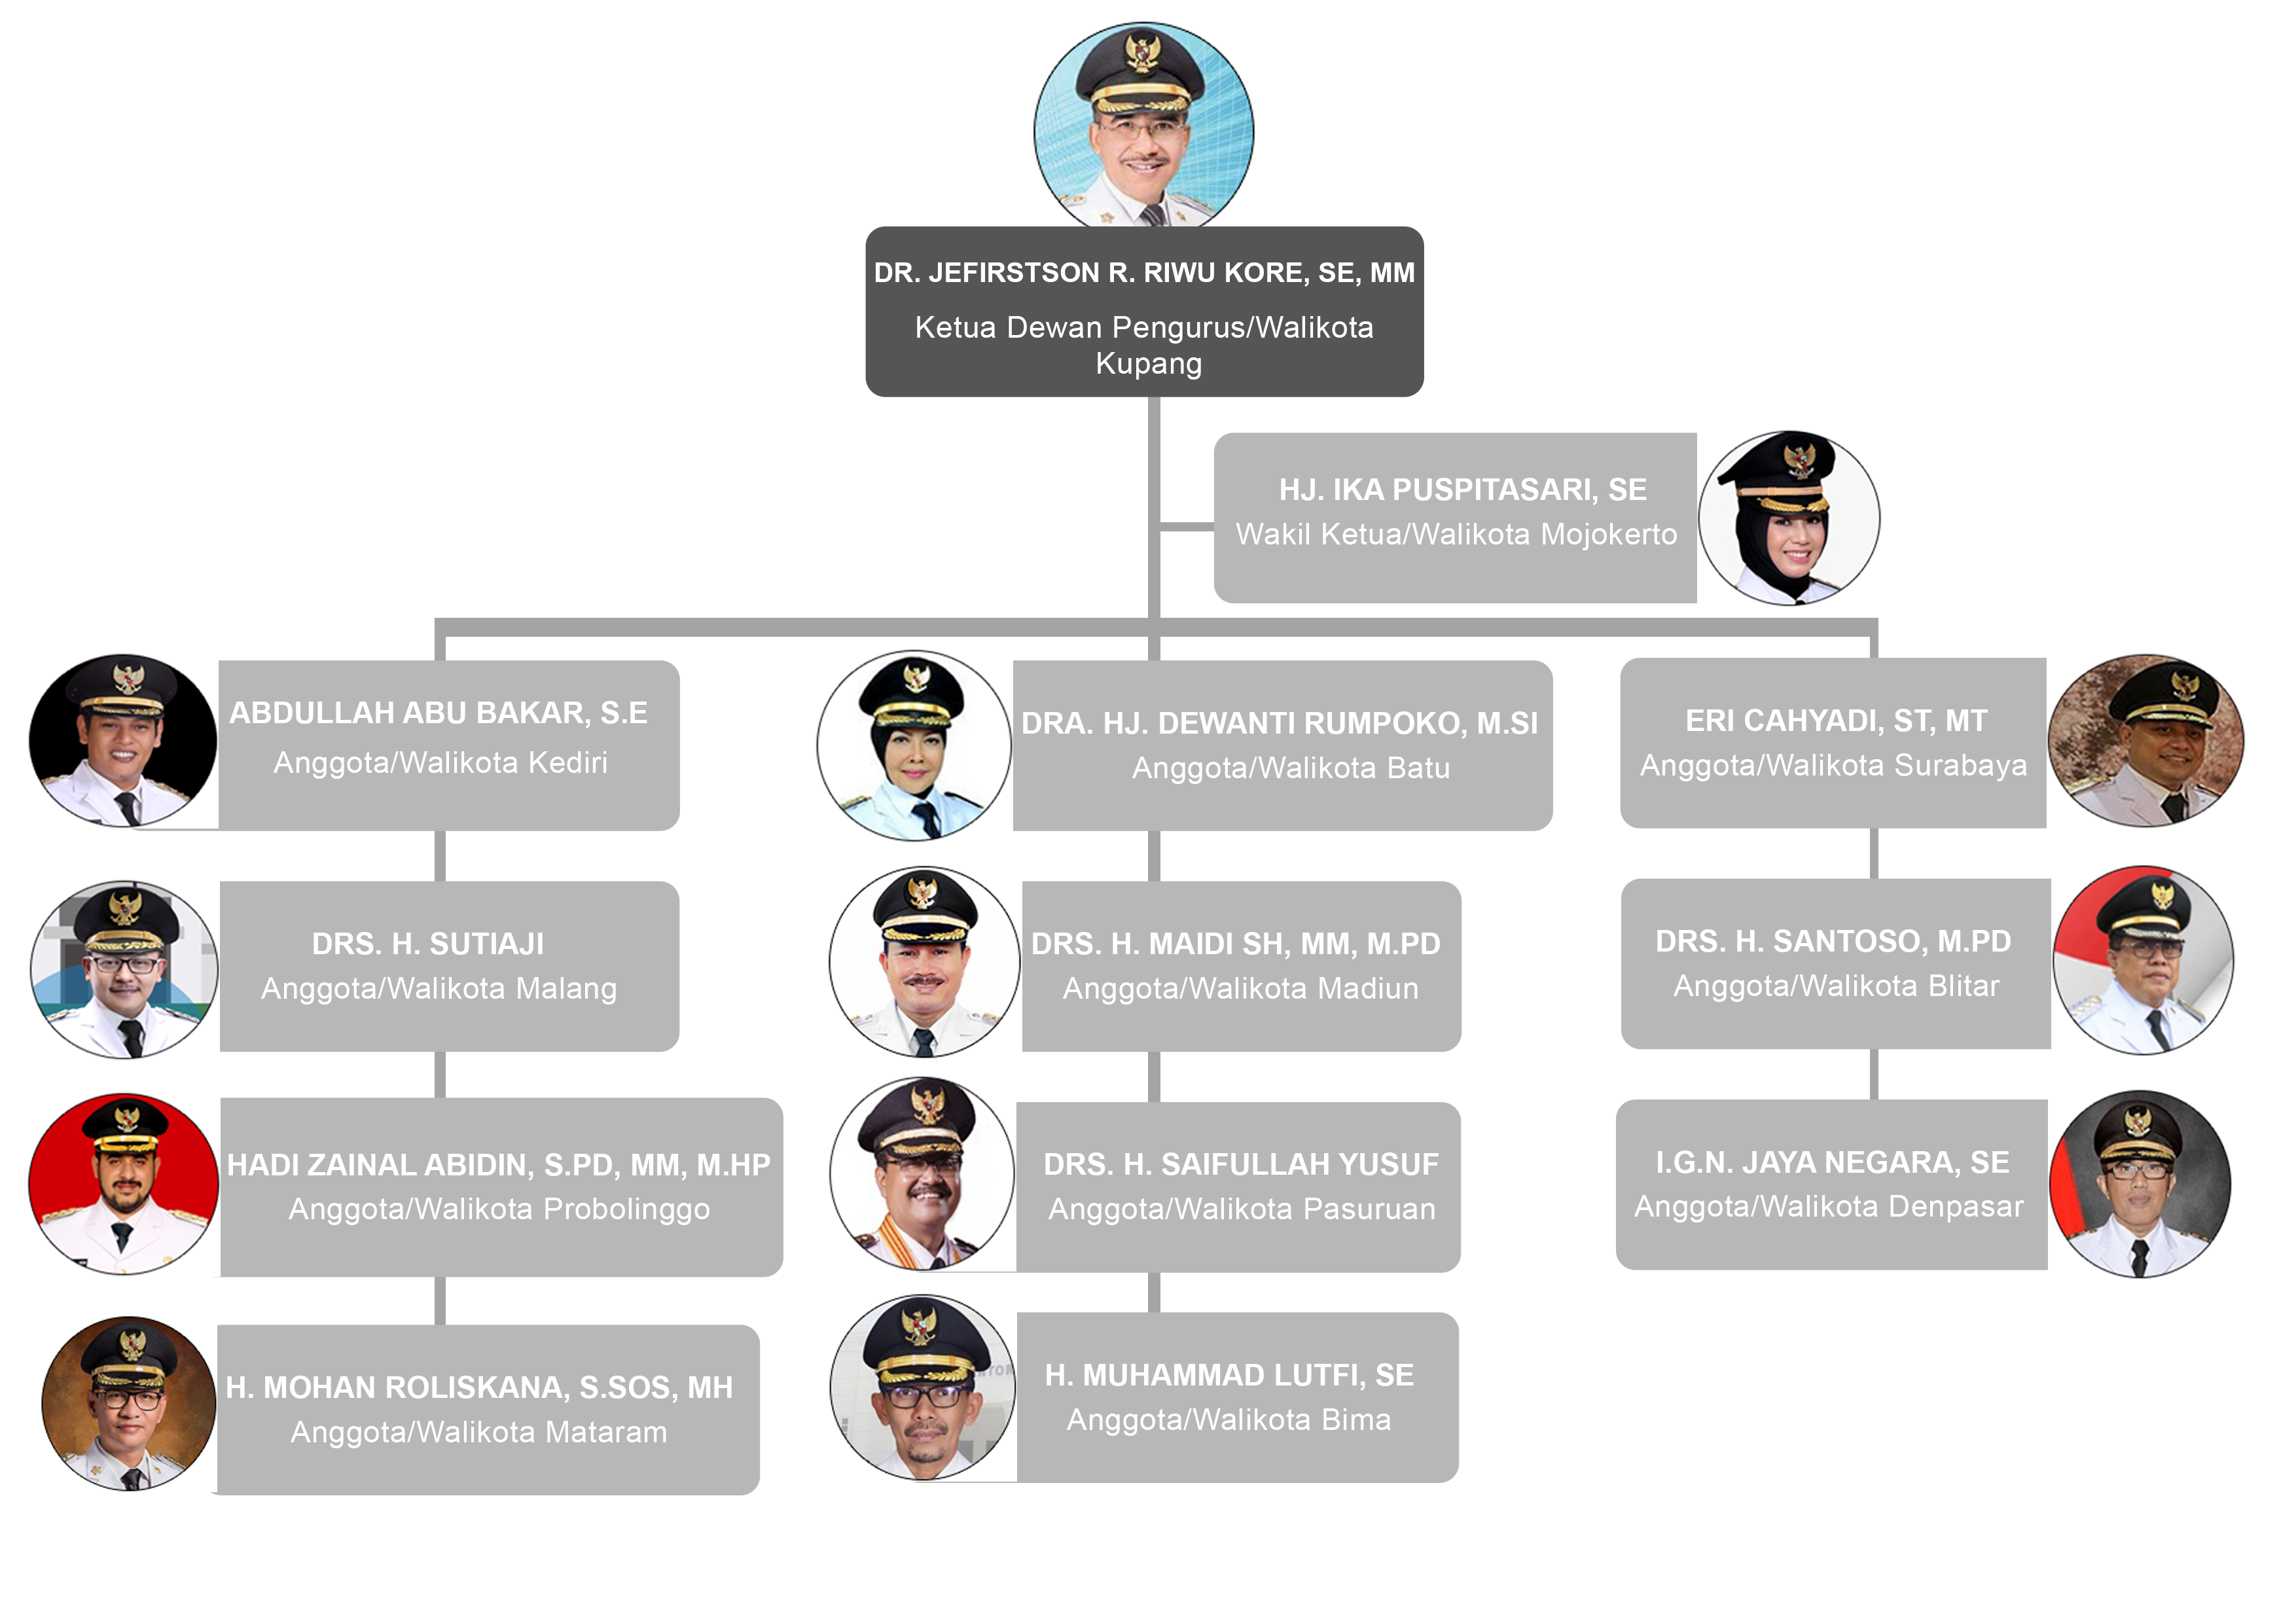 DR. JEFIRSTSON R. RIWU KORE, SE, MM
Ketua Dewan Pengurus/Walikota
Kupang
HJ. IKA PUSPITASARI, SE
Wakil Ketua/Walikota Mojokerto
ABDULLAH ABU BAKAR, S.E
Anggota/Walikota Kediri
DRA. HJ. DEWANTI RUMPOKO, M.SI
Anggota/Walikota Batu
ERI CAHYADI, ST, MT
Anggota/Walikota Surabaya
DRS. H. SUTIAJI
Anggota/Walikota Malang
DRS. H. MAIDI SH, MM, M.PD
Anggota/Walikota Madiun
DRS. H. SANTOSO, M.PD
Anggota/Walikota Blitar
HADI ZAINAL ABIDIN, S.PD, MM, M.HP
Anggota/Walikota Probolinggo
DRS. H. SAIFULLAH YUSUF
Anggota/Walikota Pasuruan
I.G.N. JAYA NEGARA, SE
Anggota/Walikota Denpasar
H. MOHAN ROLISKANA, S.SOS, MH
Anggota/Walikota Mataram
H. MUHAMMAD LUTFI, SE
Anggota/Walikota Bima